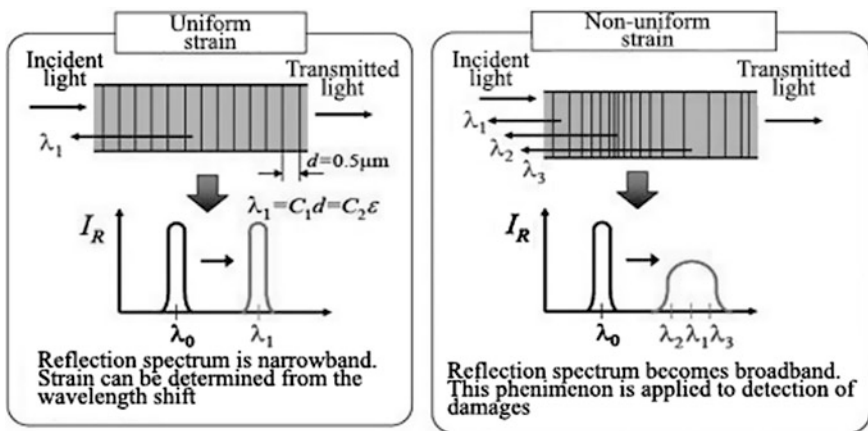 Uniform
strain
Incident
light
Transmitted
light
λ1
d=0.5μm
λ1=C1d=C2ε
IR
λ0
λ1
Reflection spectrum is narrowband.
Strain can be determined from the
wavelength shift
Non-uniform
strain
Incident
light
Transmitted
light
λ1
λ2
λ3
IR
λ0
λ2 λ1 λ3
Reflection spectrum becomes broadband.
This phenimenon is applied to detection of
damages